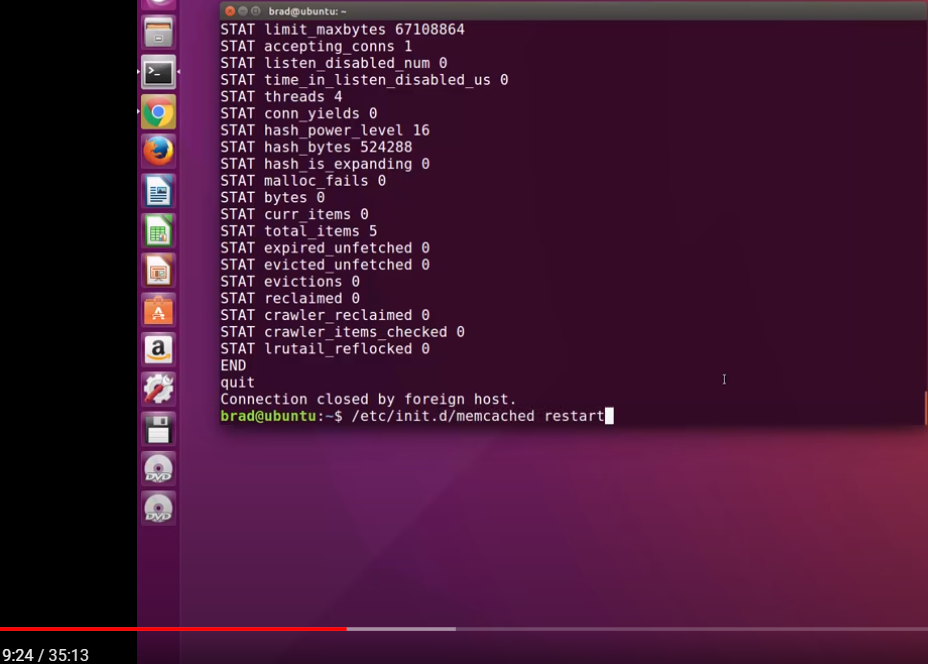 brad@ubuntu: ~
STAT limit_maxbytes 67108864
STAT accepting_conns 1
STAT listen_disabled_num 0
STAT time_in_listen_disabled_us 0
STAT threads 4
STAT conn_yields 0
STAT hash_power_level 16
STAT hash_bytes 524288
STAT hash_is_expanding 0
STAT malloc_fails 0
STAT bytes 0
STAT curr_items 0
STAT total_items 5
STAT expired_unfetched 0
STAT evicted_unfetched 0
STAT evictions 0
STAT reclaimed 0
STAT crawler_reclaimed 0
STAT crawler_items_checked 0
STAT lrutail_reflocked 0
END
quit
Connection closed by foreign host.
brad@ubuntu:~$ /etc/init.d/memcached restart
DVD
DVD
9:24 / 35:13